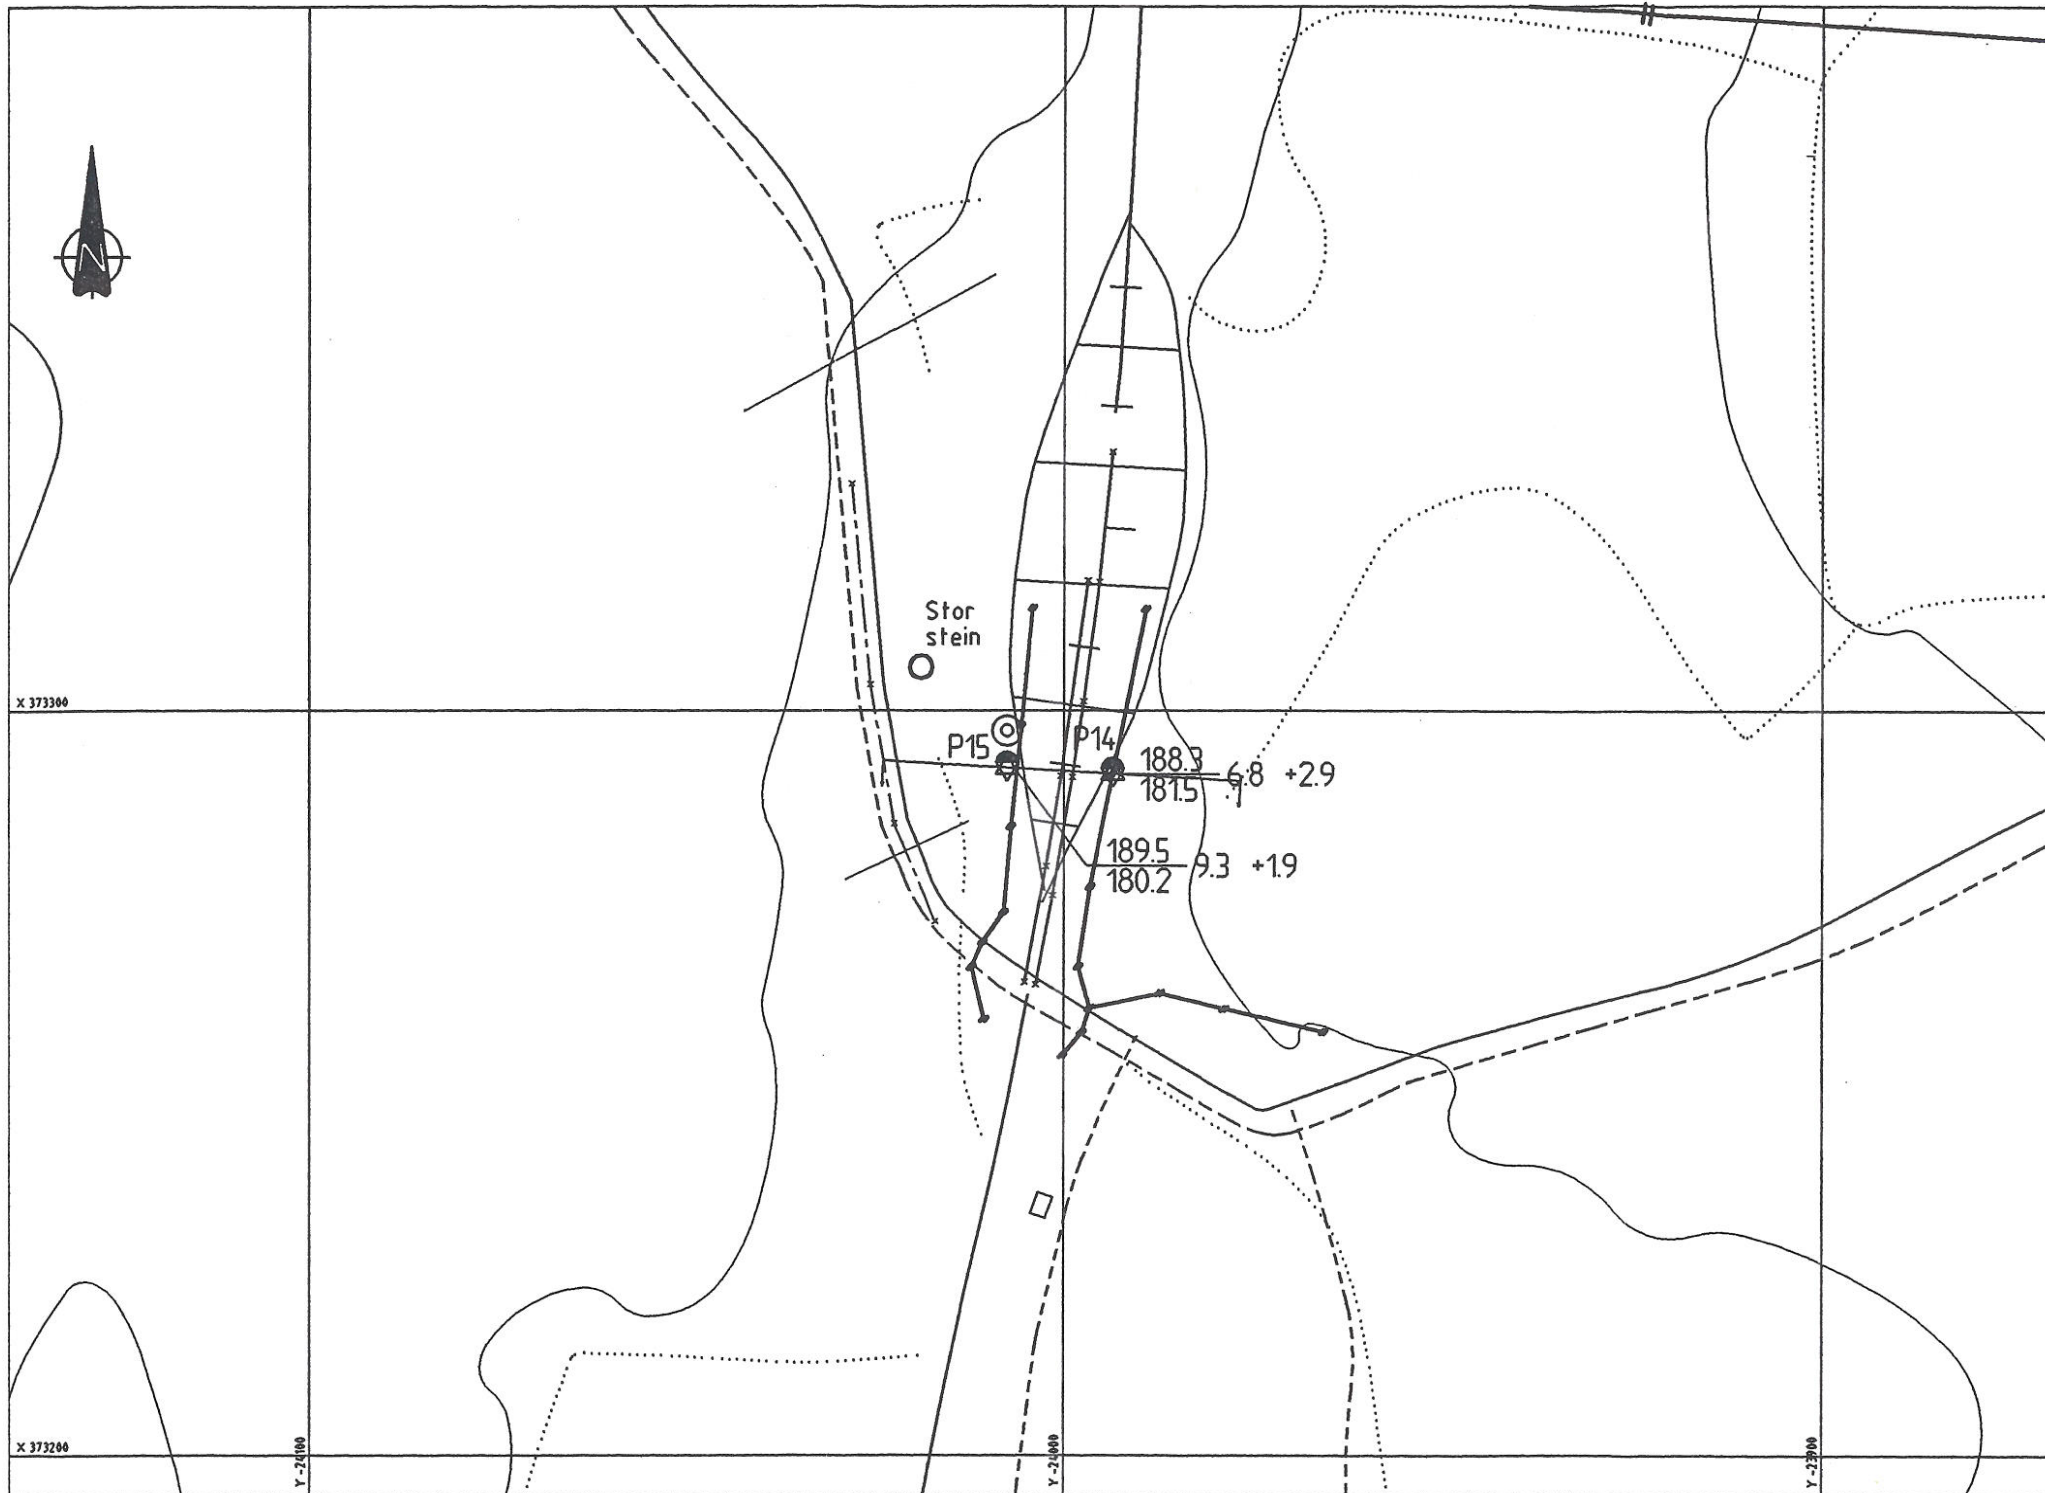 N
Stor
stein
X 373300
P15
P14
188.3
181.5
6.8 +2.9
189.5
180.2
9.3 +1.9
X 373200
Y -24100
Y -24000
Y -23900